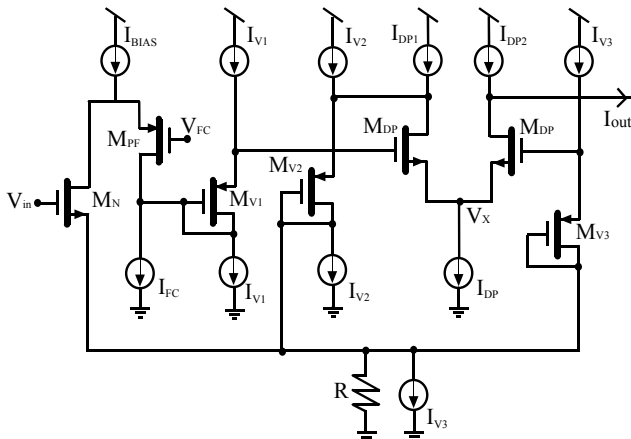 I_BIAS I_V1 I_V2 I_DP1 I_DP2 I_V3
I_out
M_PF V_FC M_DP M_DP
V_in M_N M_V1 M_V2 V_X M_V3
I_FC I_V1 I_V2 I_DP
R I_V3